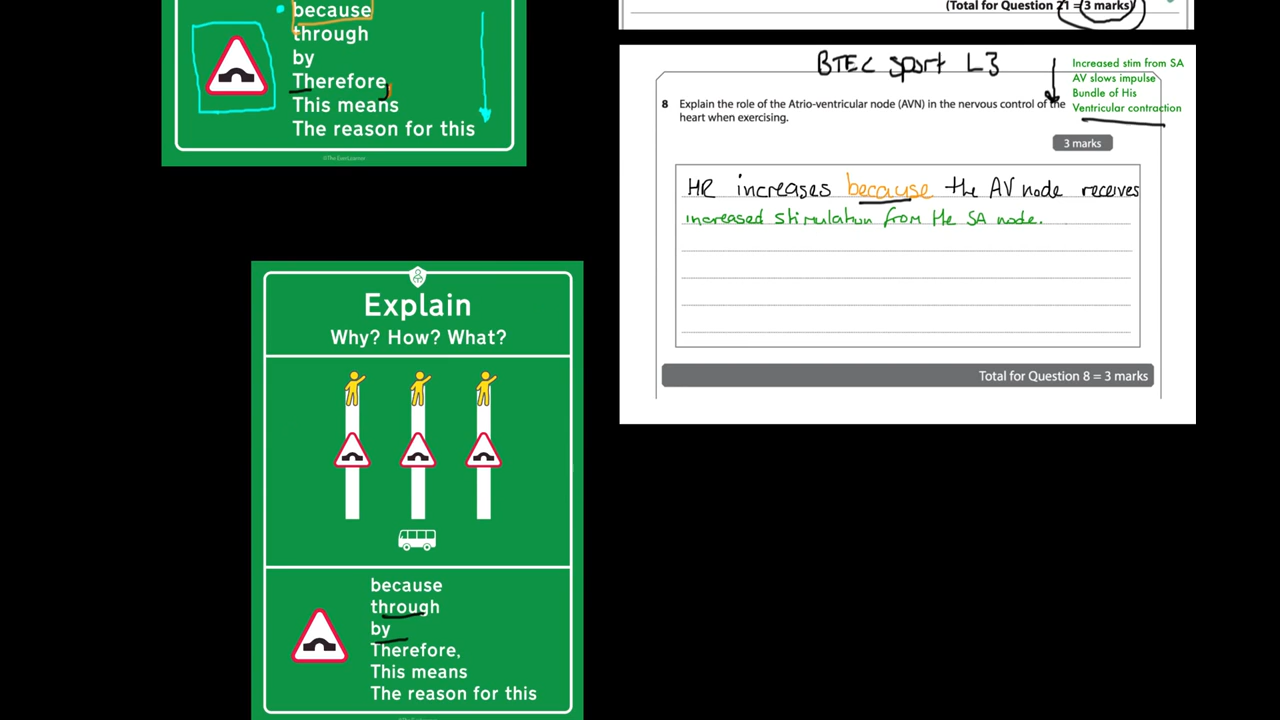 because
through
by
Therefore,
This means
The reason for this
©The EverLearner
(Total for Question 21 = 3 marks)
BTEC Sport L3
Increased stim from SA
AV slows impulse
Bundle of His
Ventricular contraction
8 Explain the role of the Atrio-ventricular node (AVN) in the nervous control of the
heart when exercising.
3 marks
HR increases because the AV node receives
increased stimulation from the SA node.
Total for Question 8 = 3 marks
Explain
Why? How? What?
because
through
by
Therefore,
This means
The reason for this